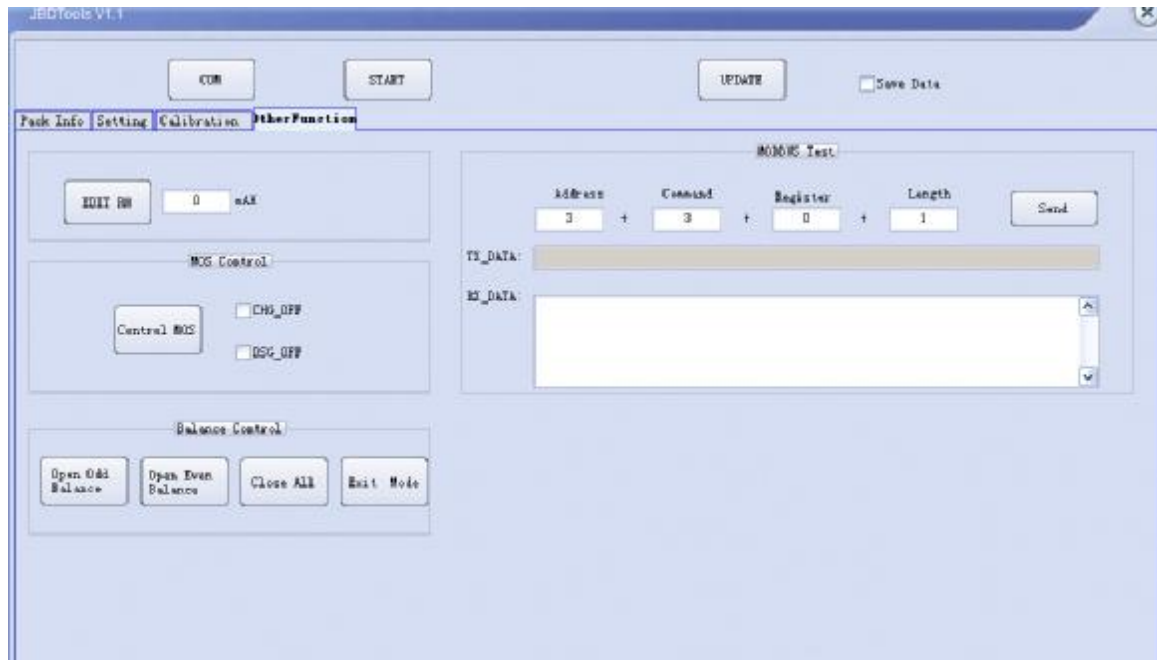 JBDTools V1.1
COM
START
UPDATE
Save Data
Pack Info
Setting
Calibration
OtherFunction
MODBUS Test
EDIT RM
0
mAH
Address
Command
Register
Length
3 + 3 + 0 + 1
Send
MOS Control
TX_DATA:
RX_DATA:
Control MOS
CHG_OFF
DSG_OFF
Balance Control
Open Odd
Balance
Open Even
Balance
Close All
Exit Mode